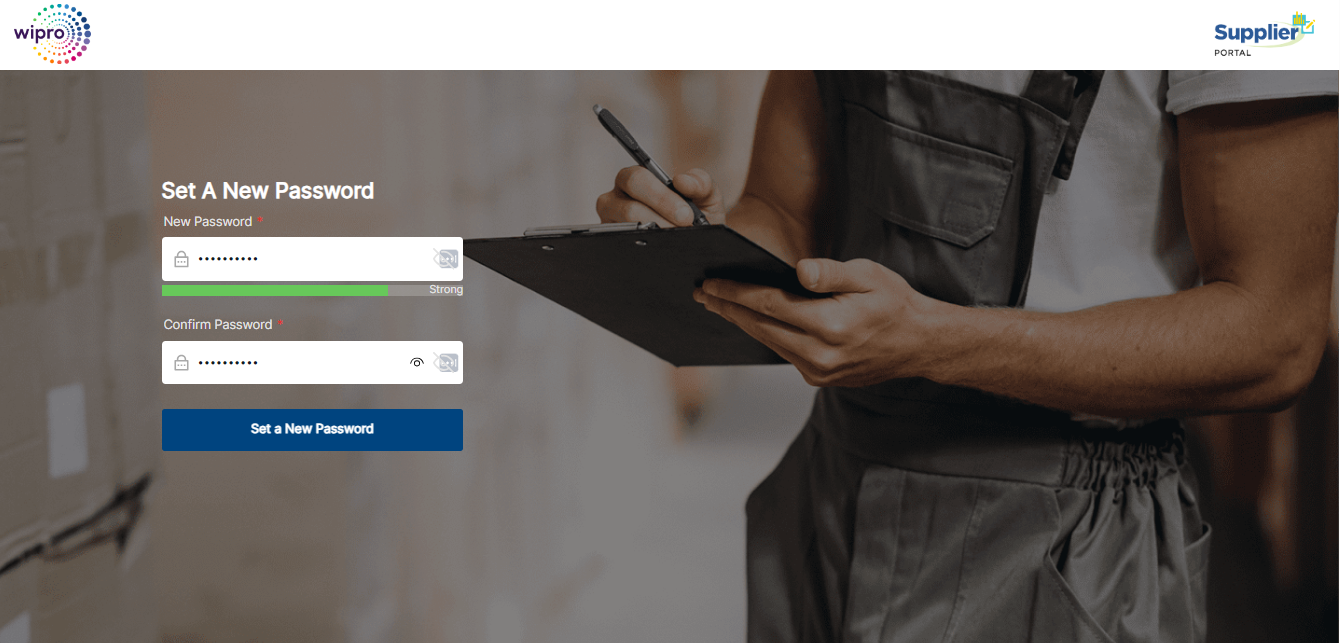 wipro
Supplier
PORTAL
Set A New Password
New Password *
••••••••••
Strong
Confirm Password *
••••••••••
Set a New Password